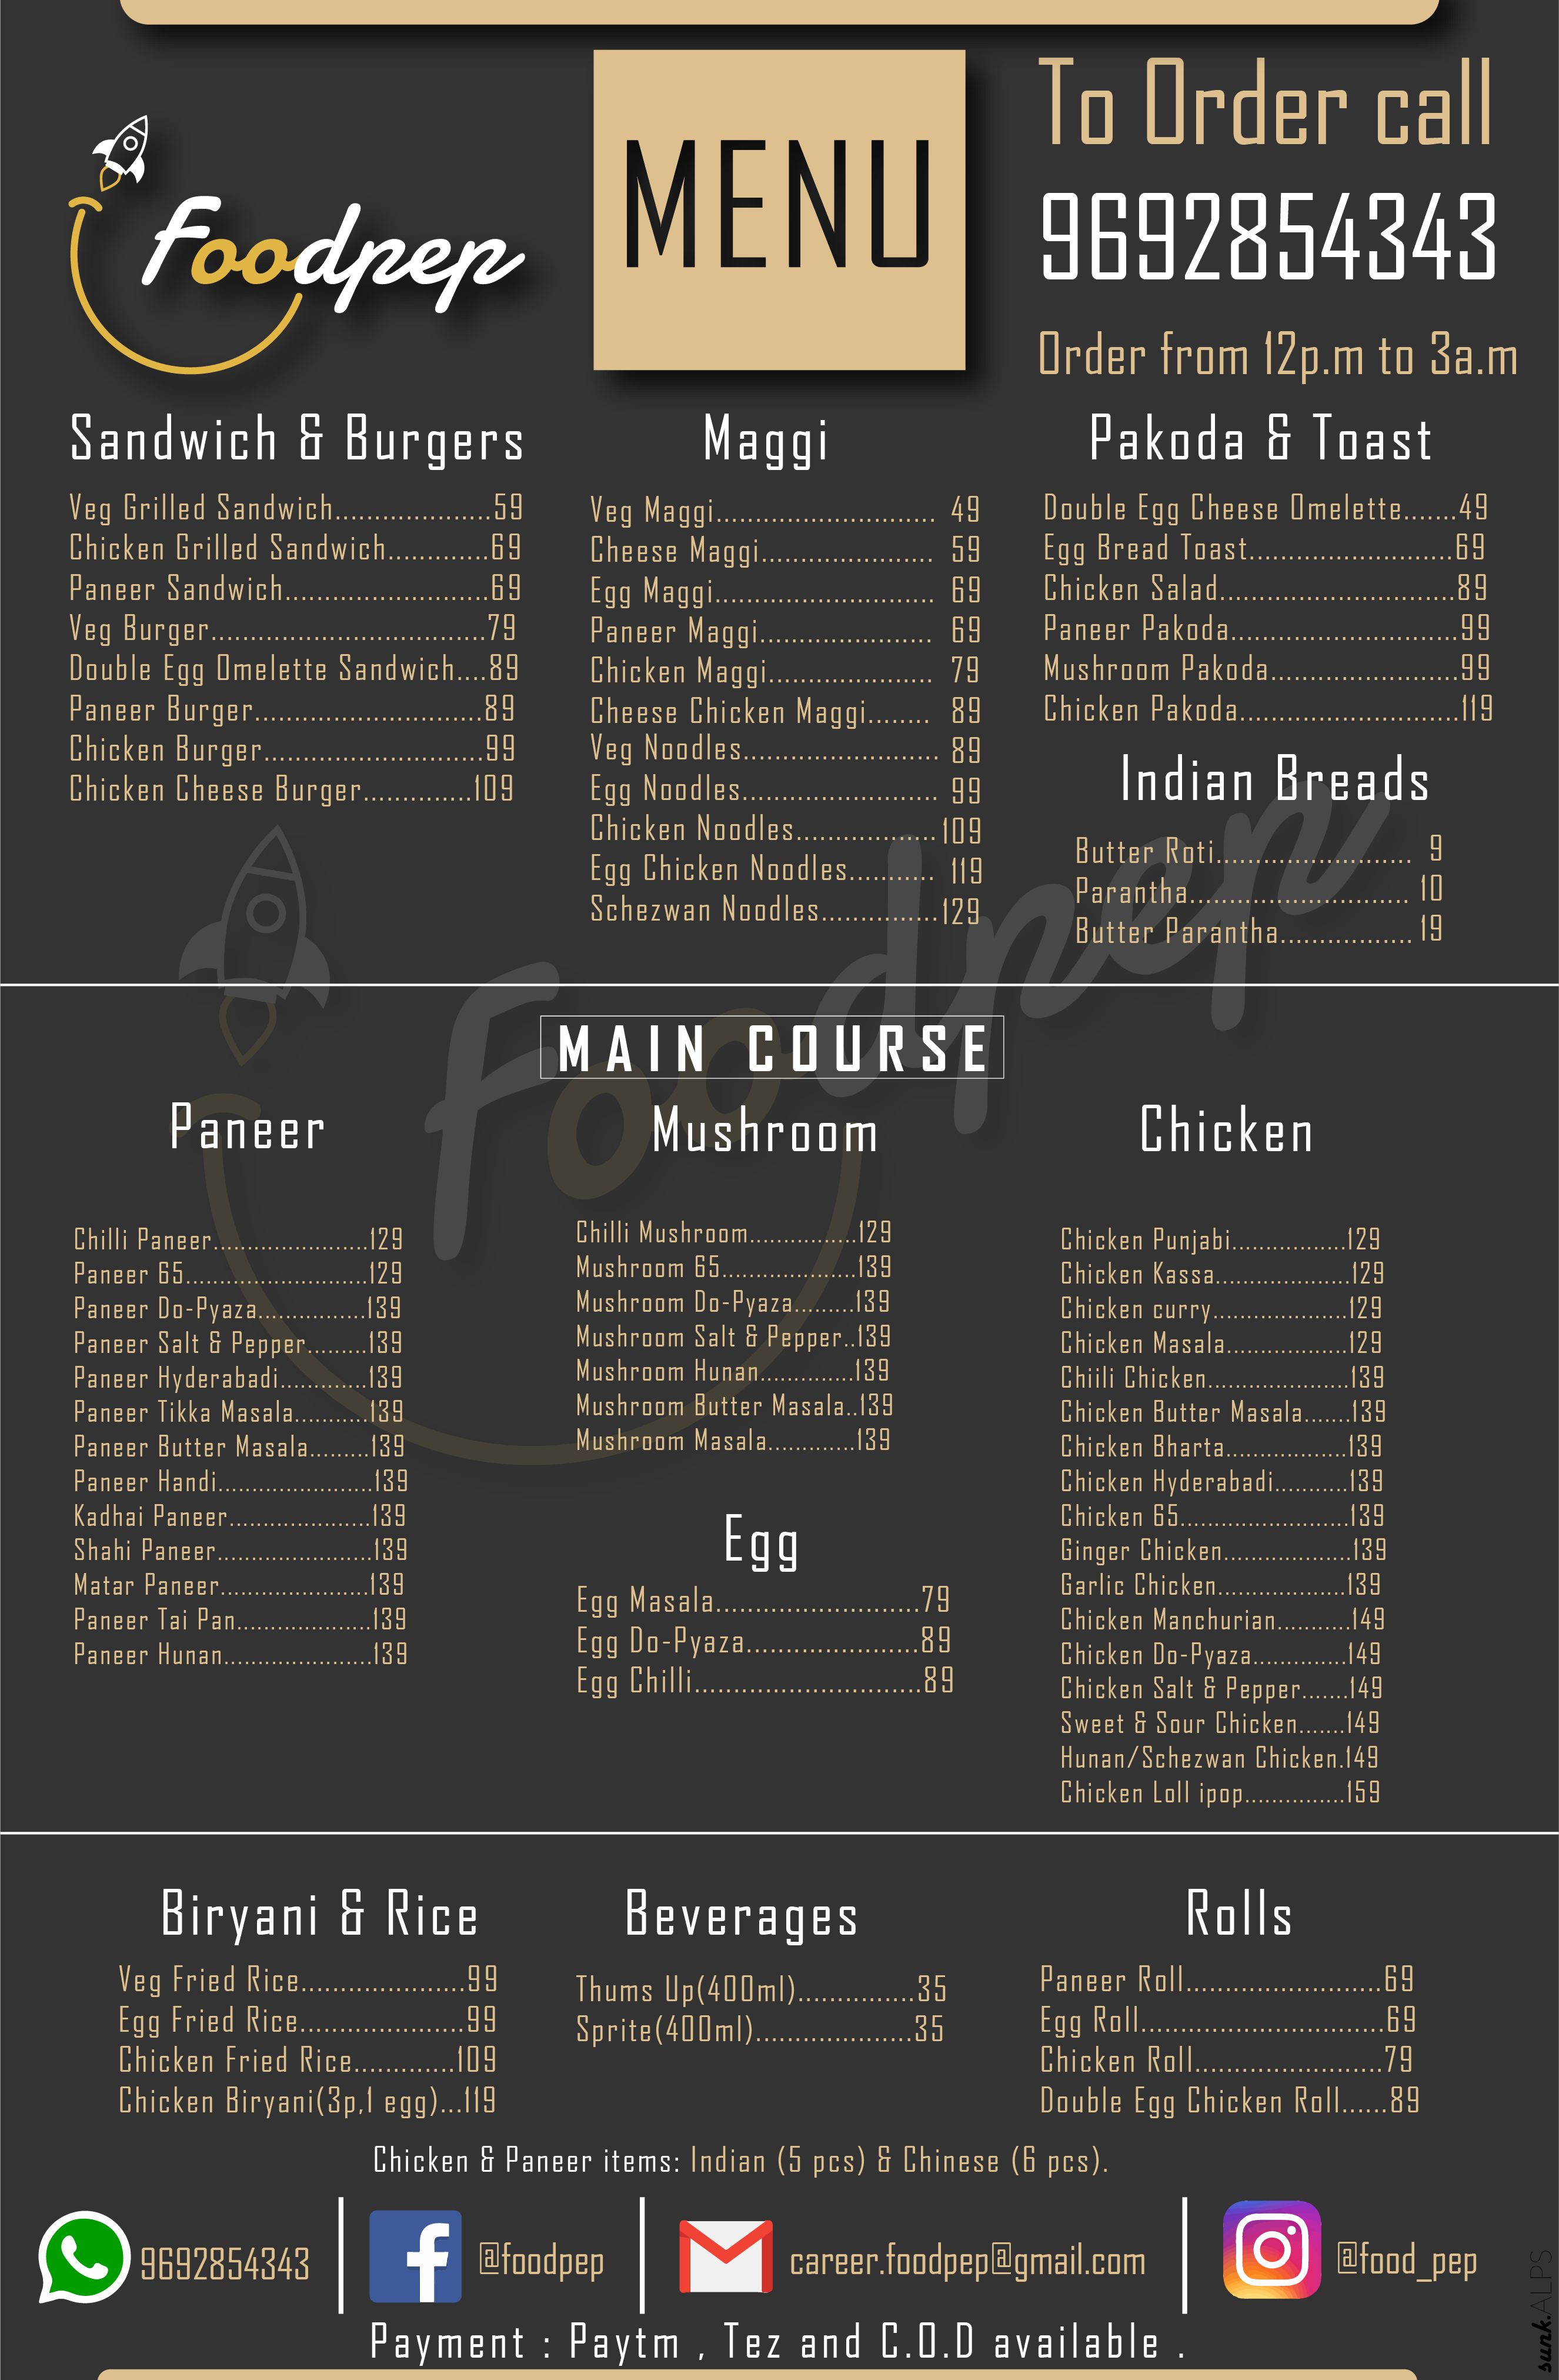 Foodpep
MENU
To Order call
9692854343
Order from 12p.m to 3a.m
Sandwich & Burgers
Veg Grilled Sandwich....................59
Chicken Grilled Sandwich.............69
Paneer Sandwich..........................69
Veg Burger...................................79
Double Egg Omelette Sandwich....89
Paneer Burger.............................89
Chicken Burger............................99
Chicken Cheese Burger..............109
Maggi
Veg Maggi............................ 49
Cheese Maggi...................... 59
Egg Maggi............................ 69
Paneer Maggi...................... 69
Chicken Maggi..................... 79
Cheese Chicken Maggi........ 89
Veg Noodles......................... 89
Egg Noodles......................... 99
Chicken Noodles..................109
Egg Chicken Noodles........... 119
Schezwan Noodles...............129
Pakoda & Toast
Double Egg Cheese Omelette.......49
Egg Bread Toast..........................69
Chicken Salad..............................89
Paneer Pakoda.............................99
Mushroom Pakoda........................99
Chicken Pakoda............................119
Indian Breads
Butter Roti......................... 9
Parantha............................ 10
Butter Parantha................. 19
Foodpep
MAIN COURSE
Paneer
Chilli Paneer.......................129
Paneer 65...........................129
Paneer Do-Pyaza................139
Paneer Salt & Pepper.........139
Paneer Hyderabadi.............139
Paneer Tikka Masala...........139
Paneer Butter Masala.........139
Paneer Handi.......................139
Kadhai Paneer.....................139
Shahi Paneer.......................139
Matar Paneer......................139
Paneer Tai Pan....................139
Paneer Hunan......................139
Mushroom
Chilli Mushroom................129
Mushroom 65....................139
Mushroom Do-Pyaza.........139
Mushroom Salt & Pepper..139
Mushroom Hunan..............139
Mushroom Butter Masala..139
Mushroom Masala.............139
Egg
Egg Masala..........................79
Egg Do-Pyaza......................89
Egg Chilli.............................89
Chicken
Chicken Punjabi.................129
Chicken Kassa....................129
Chicken curry....................129
Chicken Masala..................129
Chiili Chicken.....................139
Chicken Butter Masala.......139
Chicken Bharta..................139
Chicken Hyderabadi...........139
Chicken 65.........................139
Ginger Chicken...................139
Garlic Chicken...................139
Chicken Manchurian...........149
Chicken Do-Pyaza..............149
Chicken Salt & Pepper.......149
Sweet & Sour Chicken.......149
Hunan/Schezwan Chicken.149
Chicken Loll ipop...............159
Biryani & Rice
Veg Fried Rice.....................99
Egg Fried Rice.....................99
Chicken Fried Rice.............109
Chicken Biryani(3p,1 egg)...119
Beverages
Thums Up(400ml)...............35
Sprite(400ml)....................35
Rolls
Paneer Roll.........................69
Egg Roll...............................69
Chicken Roll........................79
Double Egg Chicken Roll......89
Chicken & Paneer items: Indian (5 pcs) & Chinese (6 pcs).
9692854343
@foodpep
career.foodpep@gmail.com
@food_pep
Payment : Paytm , Tez and C.O.D available .
sunk.ALPS